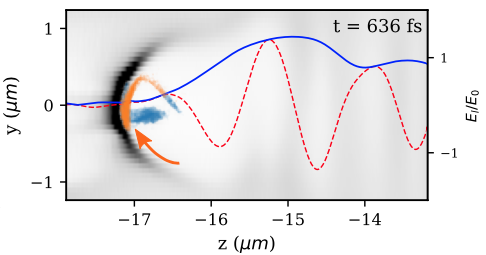 t = 636 fs
1
0
−1
y (μm)
1
−1
E_l/E_0
−17
−16
−15
−14
z (μm)